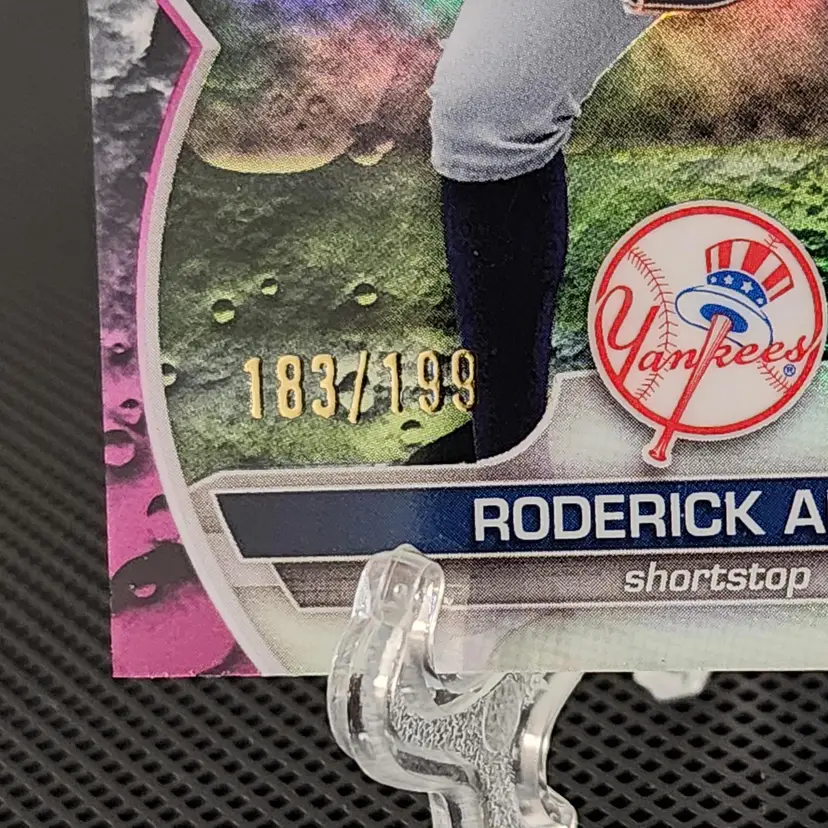 183/199
Yankees®
RODERICK A
shortstop